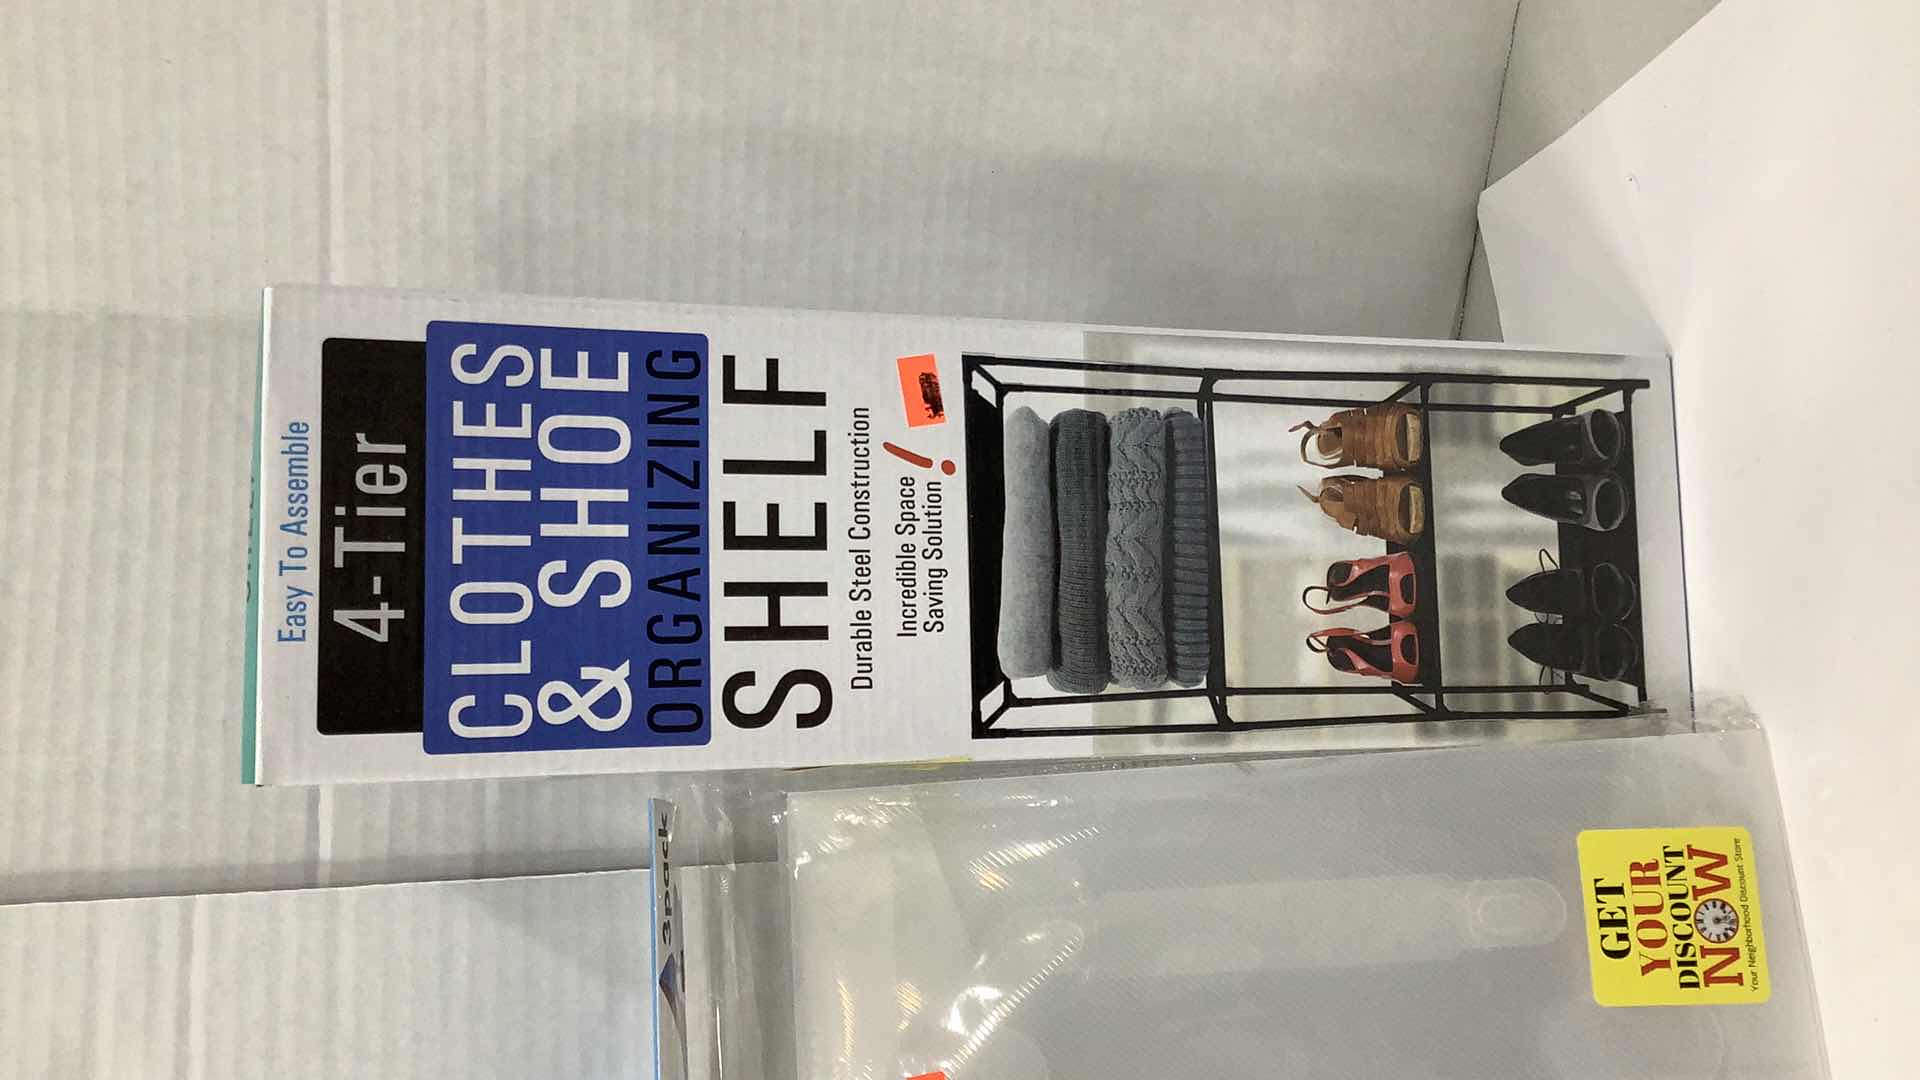 Easy To Assemble
4-Tier
CLOTHES
& SHOE
ORGANIZING
SHELF
Durable Steel Construction
Incredible Space
Saving Solution!
3pack
GET
YOUR
DISCOUNT
NOW
Your Neighborhood Discount Store